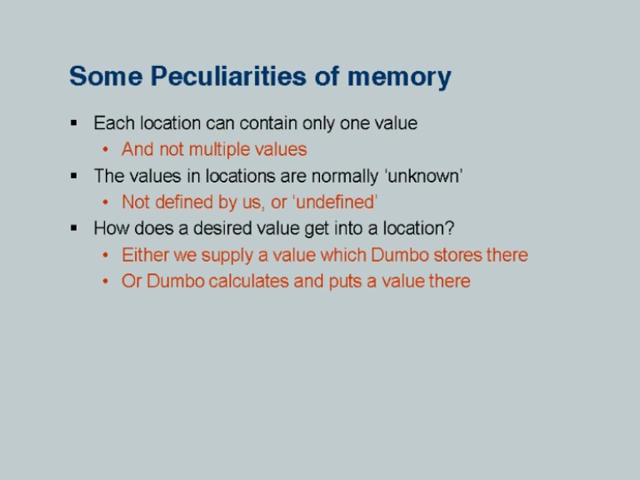 Some Peculiarities of memory
▪ Each location can contain only one value
• And not multiple values
▪ The values in locations are normally ‘unknown’
• Not defined by us, or ‘undefined’
▪ How does a desired value get into a location?
• Either we supply a value which Dumbo stores there
• Or Dumbo calculates and puts a value there